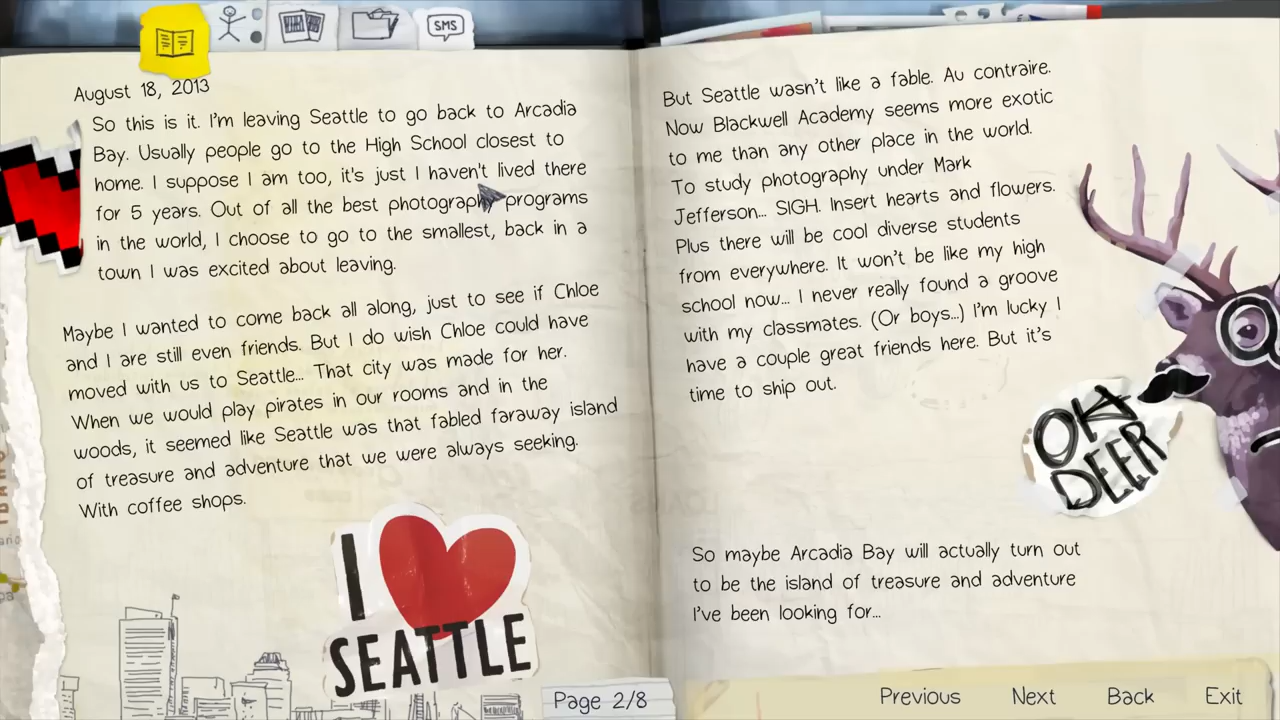 SMS
August 18, 2013
So this is it. I'm leaving Seattle to go back to Arcadia
Bay. Usually people go to the High School closest to
home. I suppose I am too, it's just I haven't lived there
for 5 years. Out of all the best photography programs
in the world, I choose to go to the smallest, back in a
town I was excited about leaving.
Maybe I wanted to come back all along, just to see if Chloe
and I are still even friends. But I do wish Chloe could have
moved with us to Seattle... That city was made for her.
When we would play pirates in our rooms and in the
woods, it seemed like Seattle was that fabled faraway island
of treasure and adventure that we were always seeking.
With coffee shops.
I
SEATTLE
But Seattle wasn't like a fable. Au contraire.
Now Blackwell Academy seems more exotic
to me than any other place in the world.
To study photography under Mark
Jefferson... SIGH. Insert hearts and flowers.
Plus there will be cool diverse students
from everywhere. It won't be like my high
school now... I never really found a groove
with my classmates. (Or boys...) I'm lucky I
have a couple great friends here. But it's
time to ship out.
OH
DEER
So maybe Arcadia Bay will actually turn out
to be the island of treasure and adventure
I've been looking for...
Page 2/8
Previous Next Back Exit